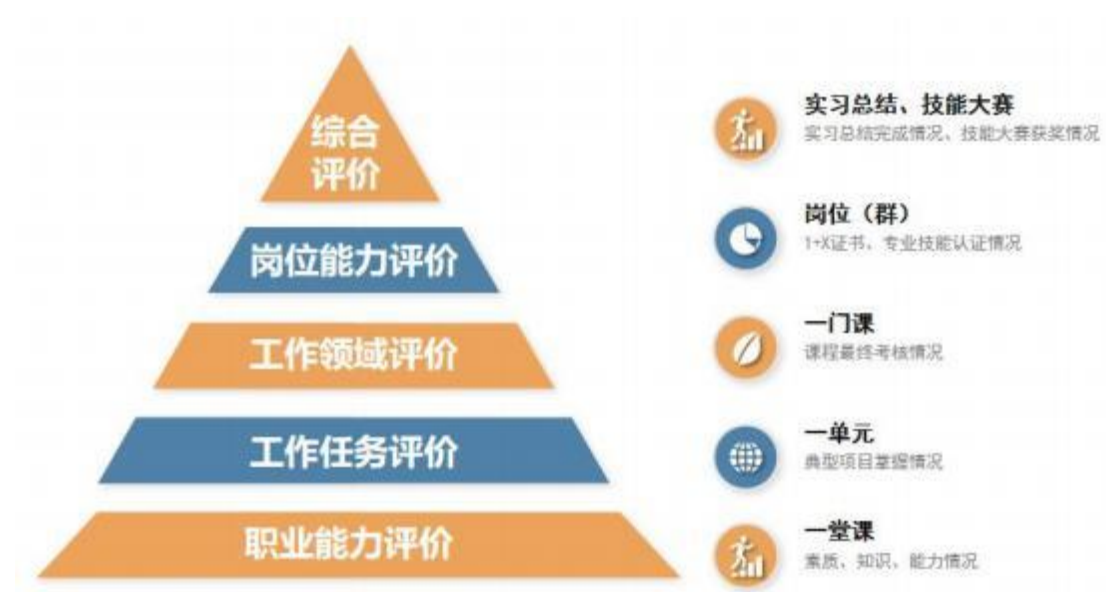 综合
评价
岗位能力评价
工作领域评价
工作任务评价
职业能力评价
实习总结、技能大赛
实习总结完成情况、技能大赛获奖情况
岗位（群）
1+X证书、专业技能认证情况
一门课
课程最终考核情况
一单元
典型项目掌握情况
一堂课
素质、知识、能力情况